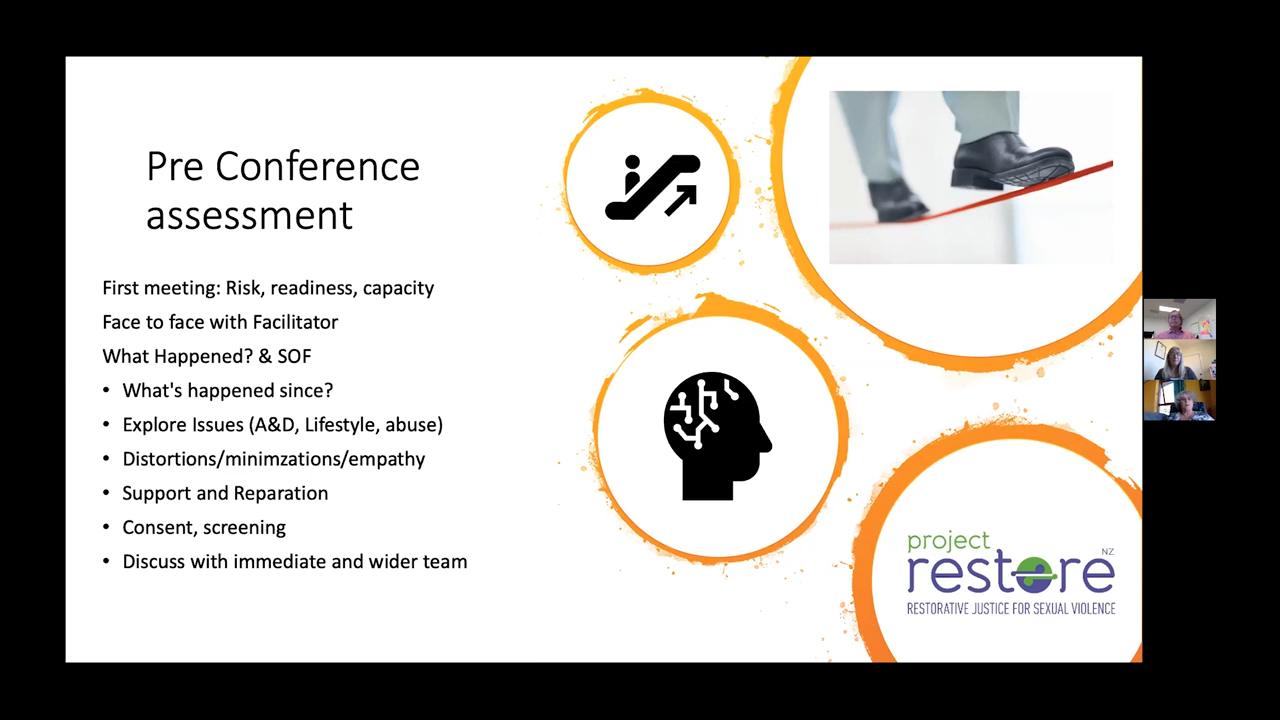 Pre Conference
assessment
First meeting: Risk, readiness, capacity
Face to face with Facilitator
What Happened? & SOF
• What's happened since?
• Explore Issues (A&D, Lifestyle, abuse)
• Distortions/minimzations/empathy
• Support and Reparation
• Consent, screening
• Discuss with immediate and wider team
project
restore NZ
RESTORATIVE JUSTICE FOR SEXUAL VIOLENCE